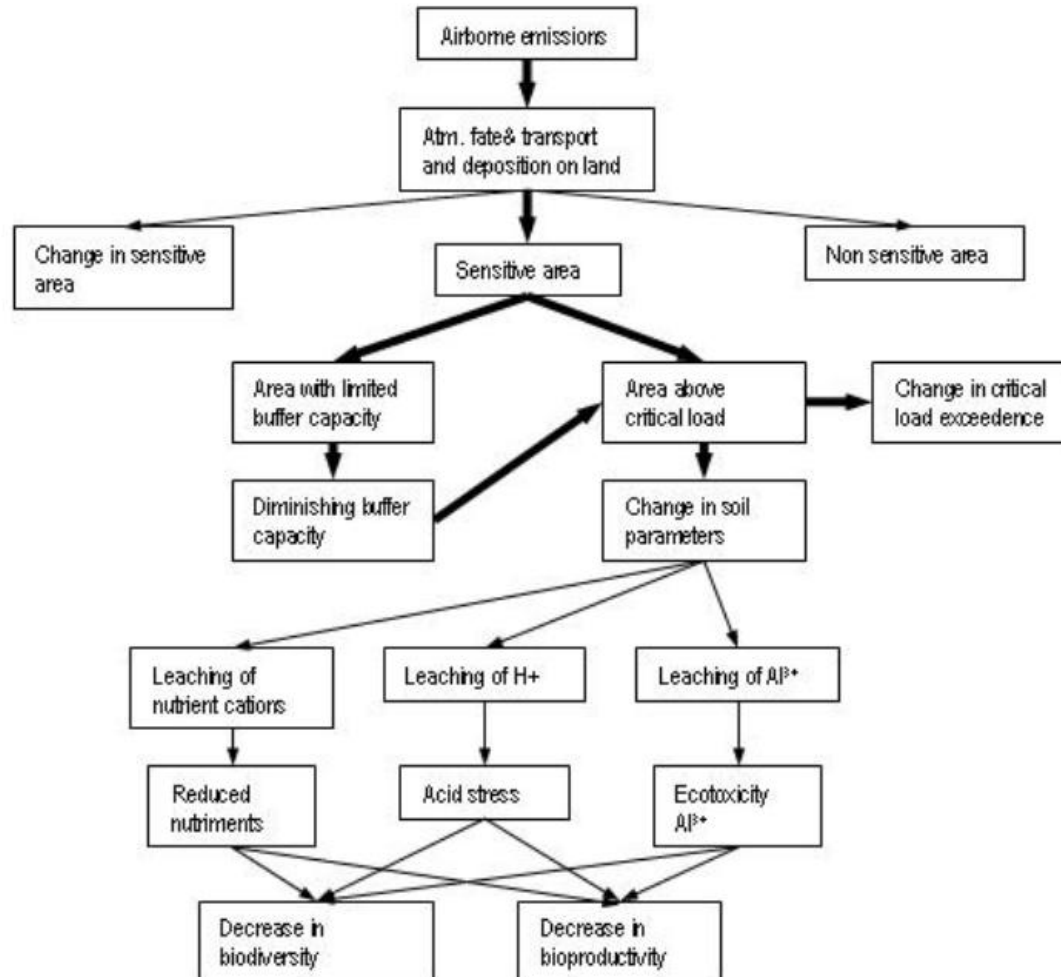 Airborne emissions
Atm. fate& transport
and deposition on land
Change in sensitive
area
Sensitive area
Non sensitive area
Area with limited
buffer capacity
Area above
critical load
Change in critical
load exceedence
Diminishing buffer
capacity
Change in soil
parameters
Leaching of
nutrient cations
Leaching of H+
Leaching of Al³⁺
Reduced
nutriments
Acid stress
Ecotoxicity
Al³⁺
Decrease in
biodiversity
Decrease in
bioproductivity